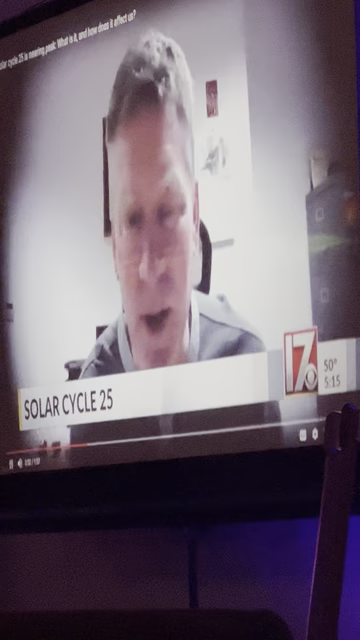 solar cycle 25 is nearing peak: What is it, and how does it affect us?
SOLAR CYCLE 25
17
50°
5:15